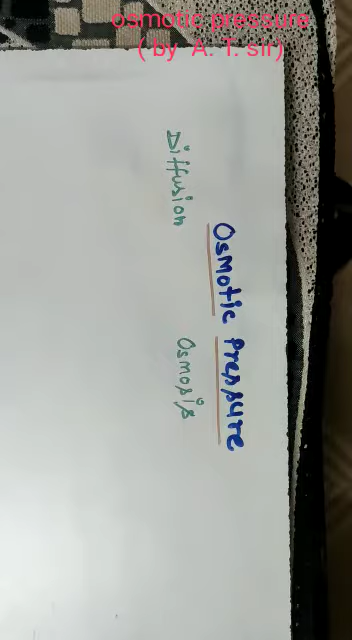 osmotic pressure
( by A. T. sir)
Osmotic Pressure
Diffusion Osmosis